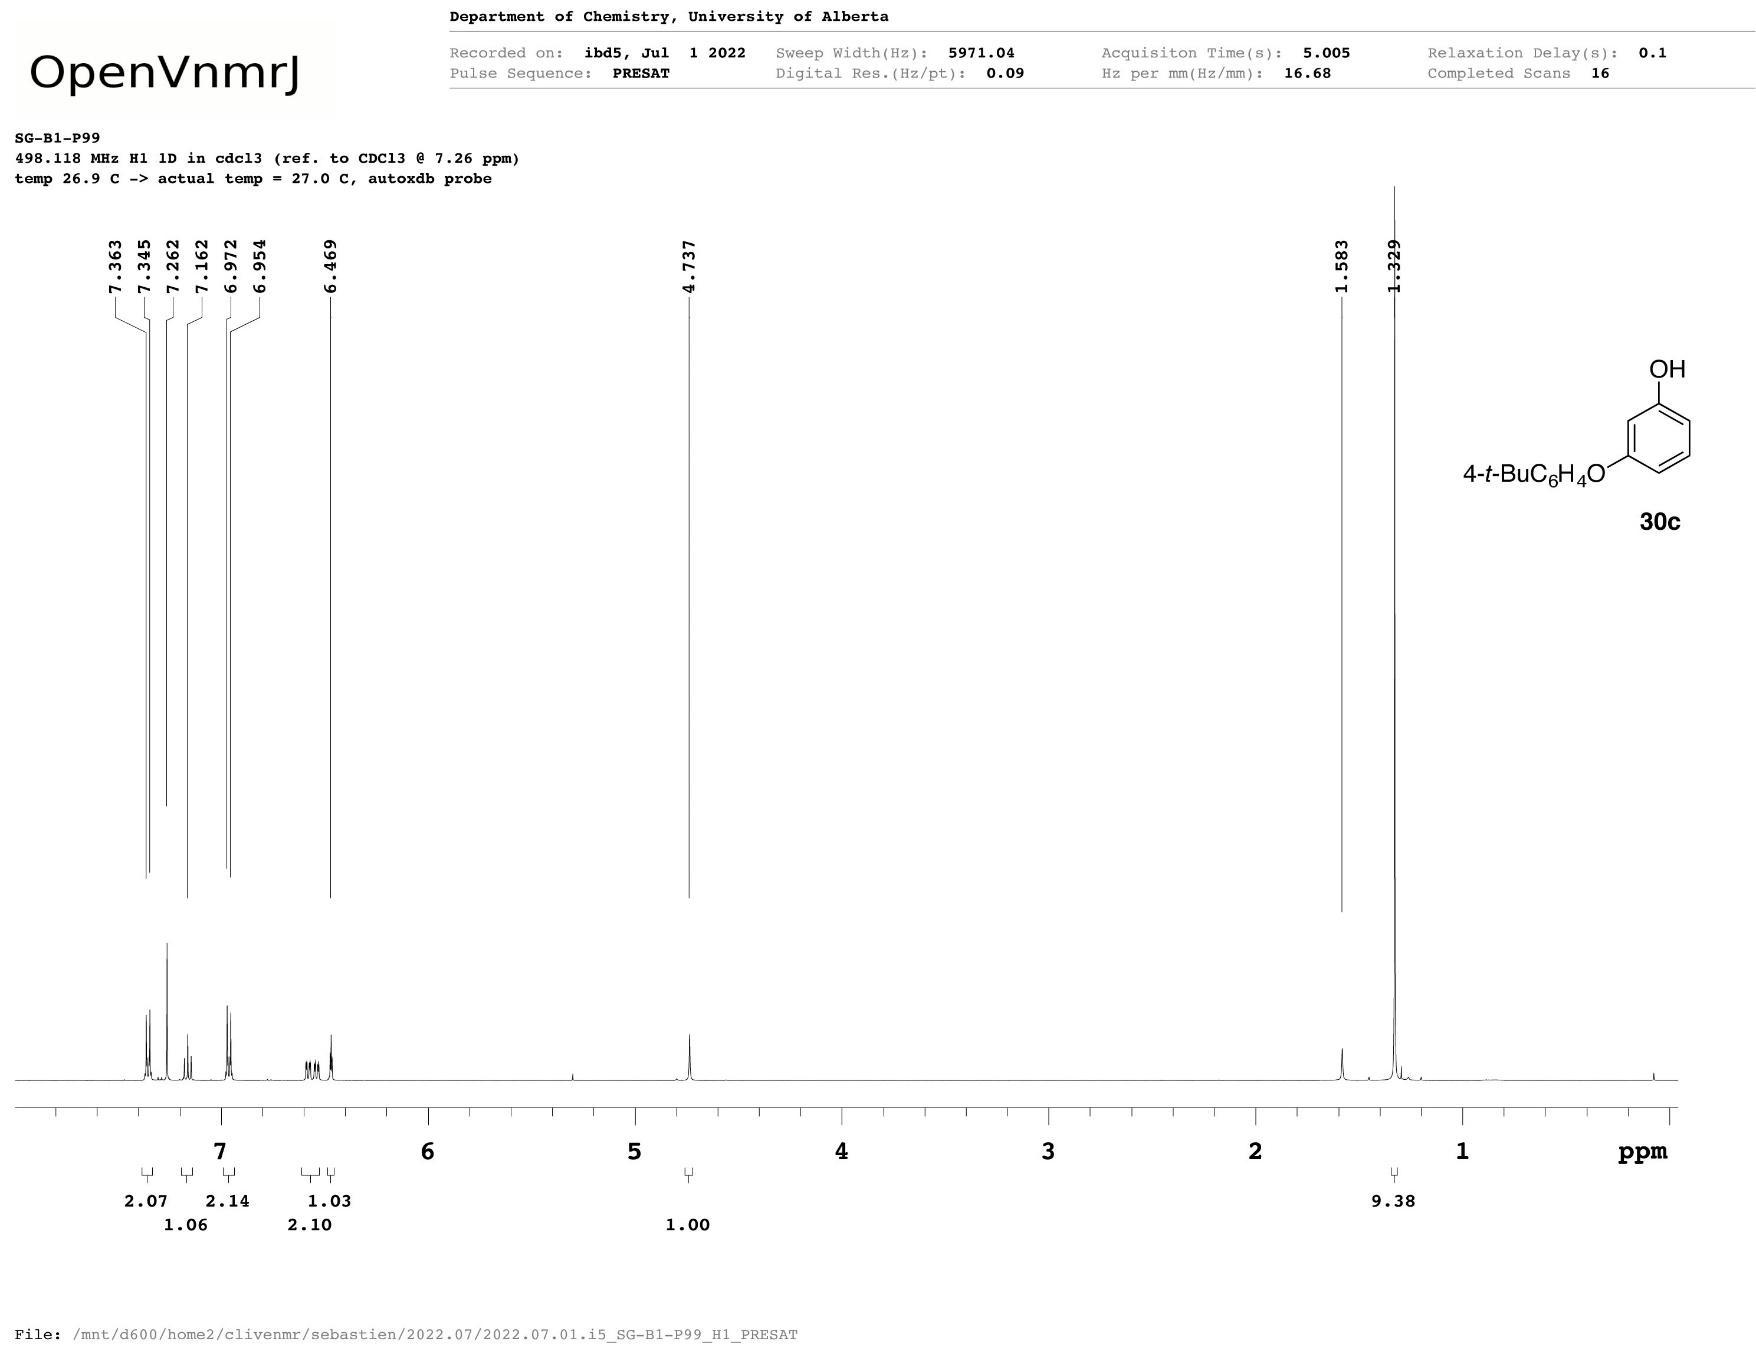 Department of Chemistry, University of Alberta
OpenVnmrJ
Recorded on: ibd5, Jul 1 2022 Sweep Width(Hz): 5971.04 Acquisiton Time(s): 5.005 Relaxation Delay(s): 0.1
Pulse Sequence: PRESAT Digital Res.(Hz/pt): 0.09 Hz per mm(Hz/mm): 16.68 Completed Scans 16
SG-B1-P99
498.118 MHz H1 1D in cdcl3 (ref. to CDCl3 @ 7.26 ppm)
temp 26.9 C -> actual temp = 27.0 C, autoxdb probe
7.363
7.345
7.262
7.162
6.972
6.954
6.469
4.737
1.583
1.329
OH
4-t-BuC6H4O
30c
7 6 5 4 3 2 1 ppm
2.07 2.14 1.03 9.38
1.06 2.10 1.00
File: /mnt/d600/home2/clivenmr/sebastien/2022.07/2022.07.01.i5_SG-B1-P99_H1_PRESAT